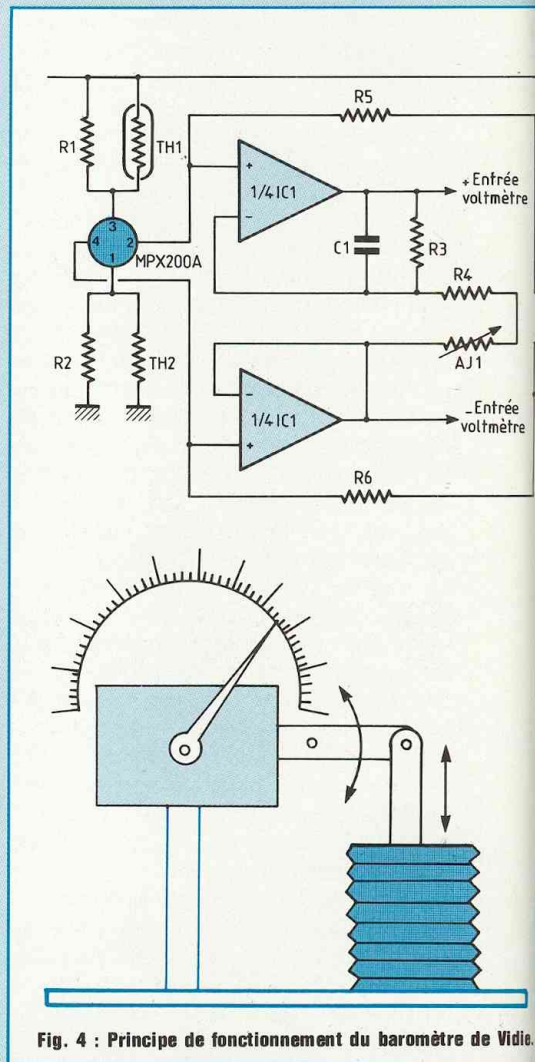 R5
R1
TH1
+
1/4 IC1
-
+ Entrée
voltmètre
3
4
2
1
MPX200A
C1
R3
R4
R2
TH2
AJ1
-
1/4 IC1
+
- Entrée
voltmètre
R6
Fig. 4 : Principe de fonctionnement du baromètre de Vidie.